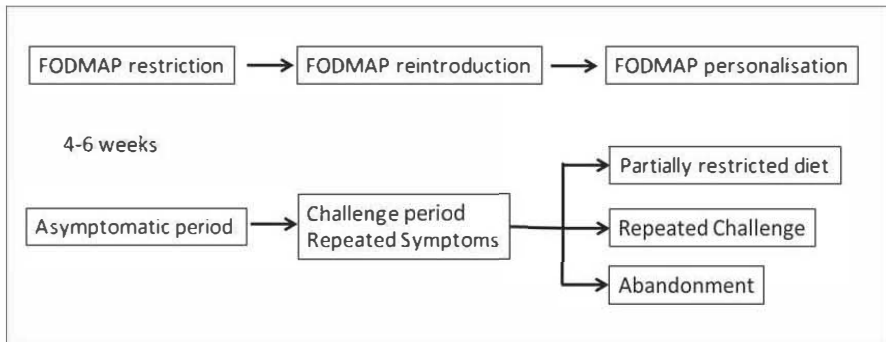 FODMAP restriction
FODMAP reintroduction
FODMAP personalisation
4-6 weeks
Partially restricted diet
Asymptomatic period
Challenge period
Repeated Symptoms
Repeated Challenge
Abandonment